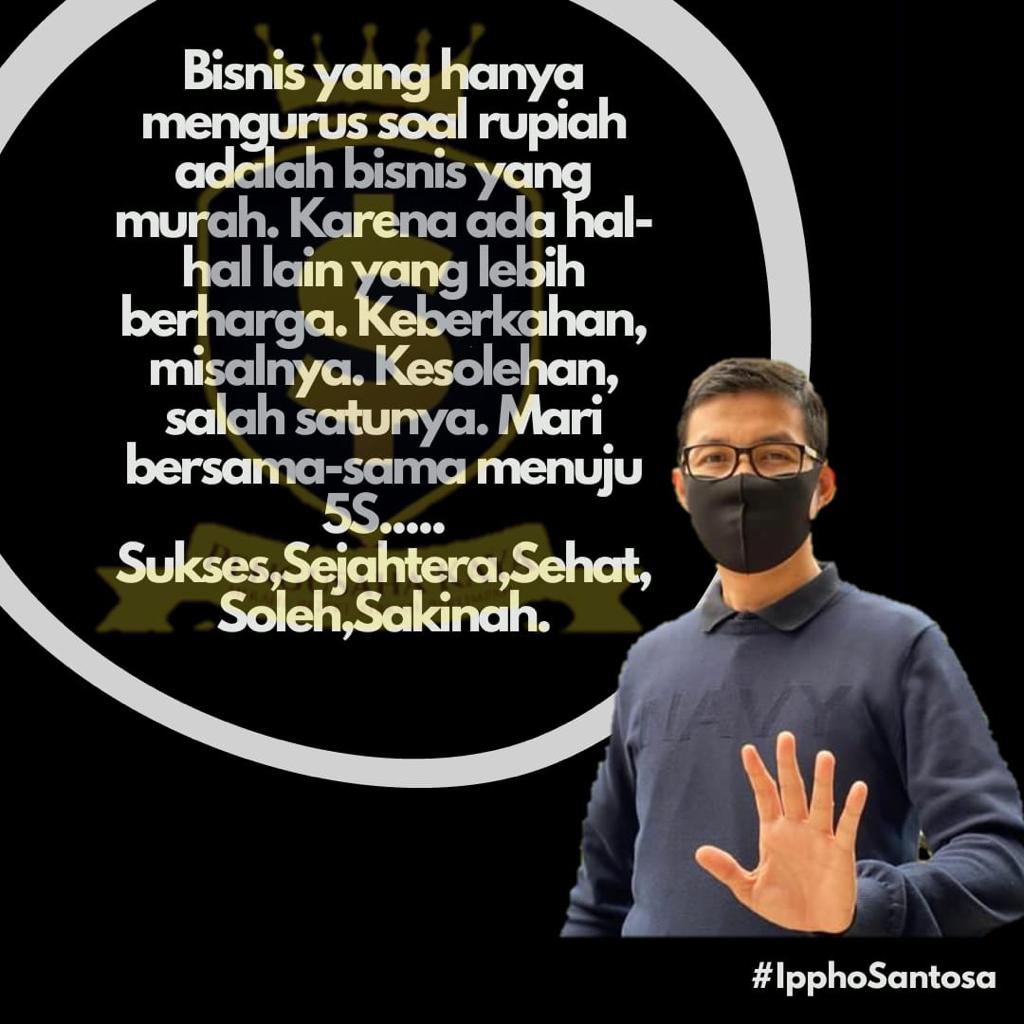 Bisnis yang hanya
mengurus soal rupiah
adalah bisnis yang
murah. Karena ada hal-
hal lain yang lebih
berharga. Keberkahan,
misalnya. Kesolehan,
salah satunya. Mari
bersama-sama menuju
5S.....
Sukses,Sejahtera,Sehat,
Soleh,Sakinah.
NAVY
#IpphoSantosa